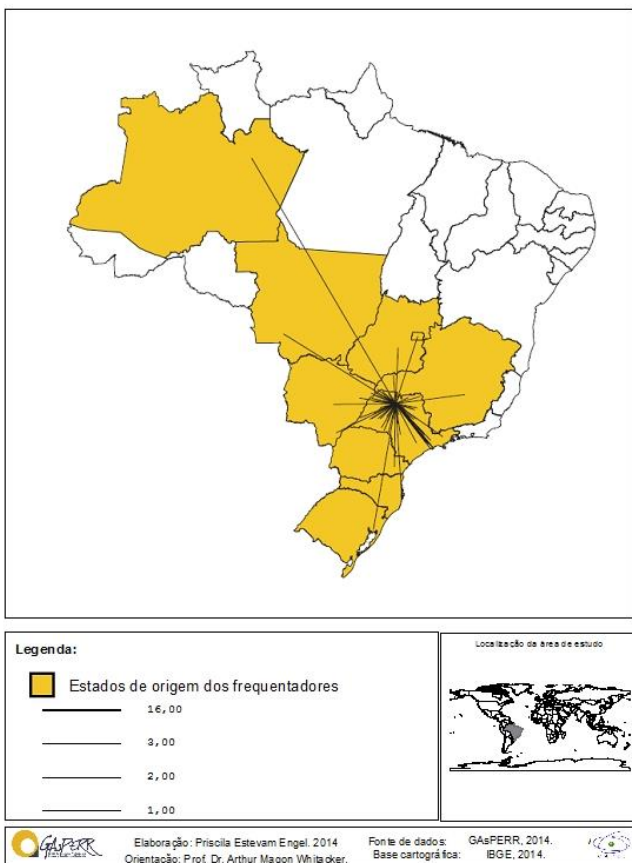 Legenda:
Estados de origem dos frequentadores
16,00
3,00
2,00
1,00
Localização da área de estudo
GAsPERR
Elaboração: Priscila Estevam Engel. 2014
Orientação: Prof. Dr. Arthur Magon Whitacker.
Fonte de dados: GAsPERR, 2014.
Base cartográfica: IBGE, 2014.